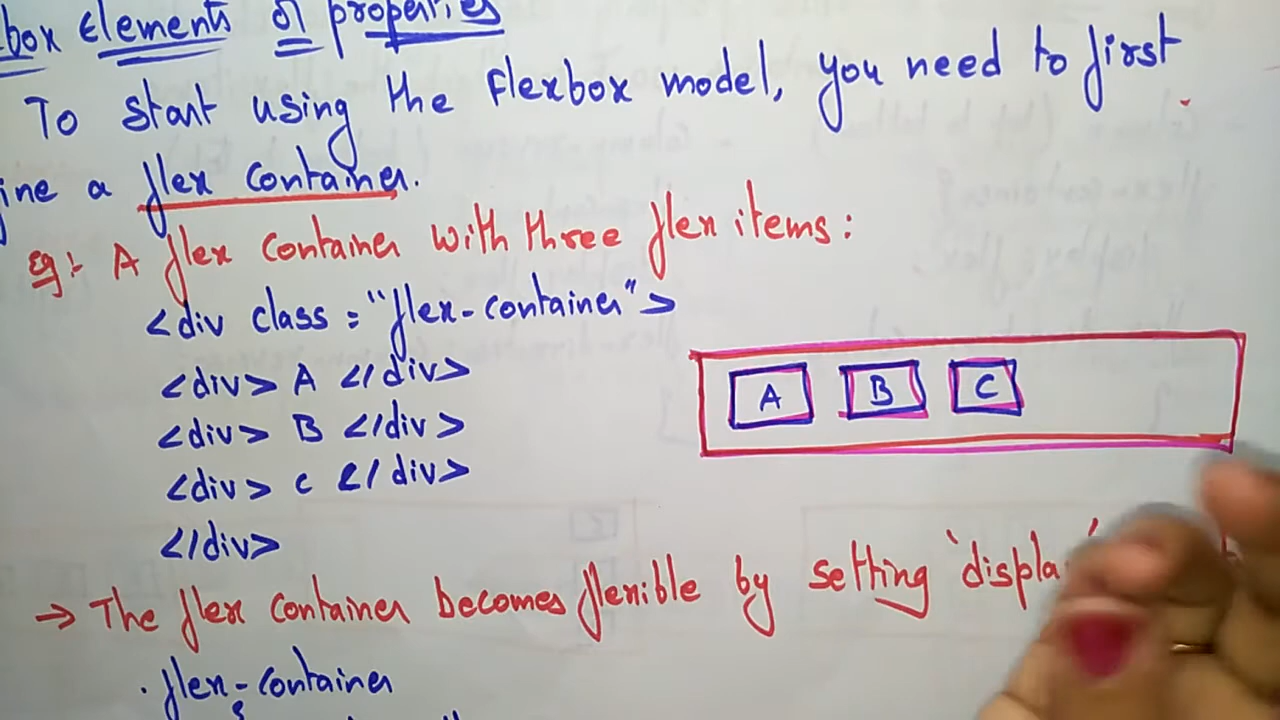 box elements of properties
To start using the flexbox model, you need to first
ine a flex container.
eg:- A flex container with three flex items:
<div class = "flex-container">
<div> A </div>
<div> B </div>
<div> C </div>
</div>
A B C
→ The flex container becomes flexible by setting 'display'
. flex-container